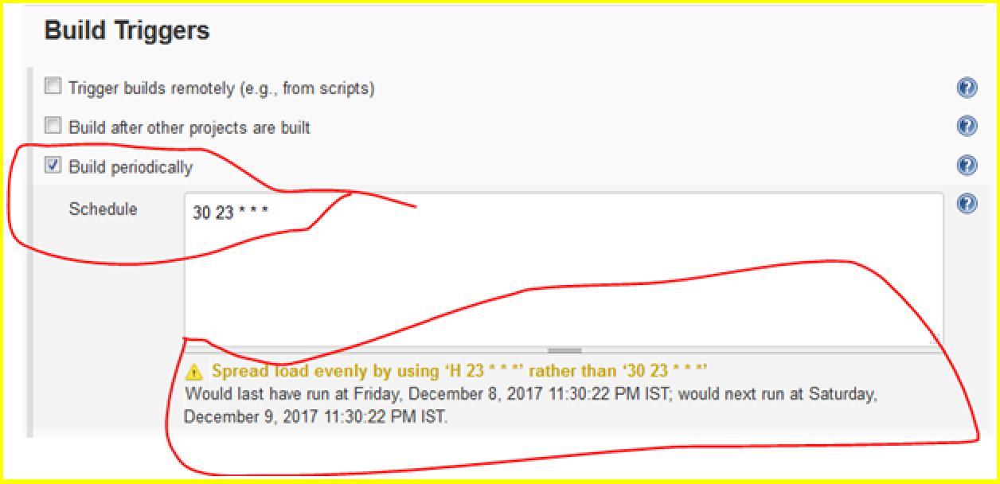 Build Triggers
Trigger builds remotely (e.g., from scripts)
Build after other projects are built
Build periodically
Schedule
30 23 * * *
Spread load evenly by using ‘H 23 * * *’ rather than ‘30 23 * * *’
Would last have run at Friday, December 8, 2017 11:30:22 PM IST; would next run at Saturday,
December 9, 2017 11:30:22 PM IST.